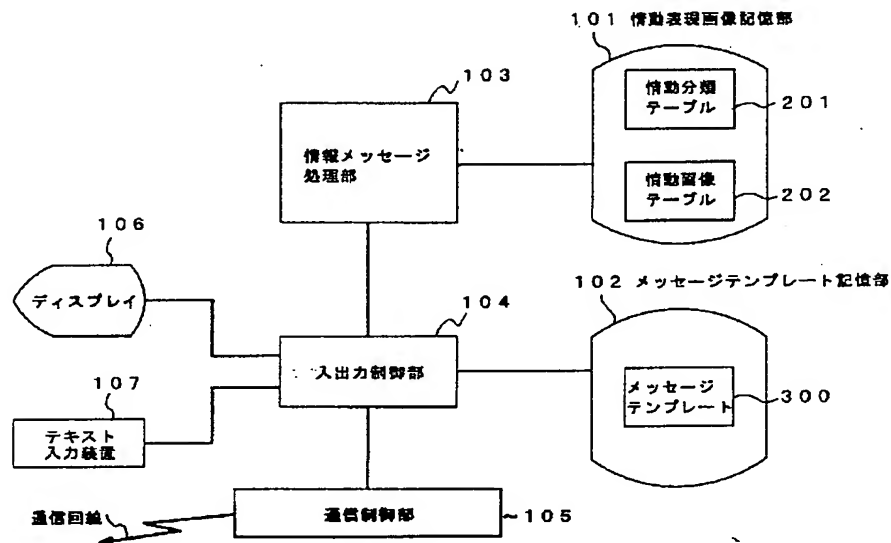 101 情動表現画像記憶部
103
情動分類
テーブル
201
情報メッセージ
処理部
情動画像
テーブル
202
106
ディスプレイ
102 メッセージテンプレート記憶部
104
入出力制御部
メッセージ
テンプレート
300
107
テキスト
入力装置
通信回線
通信制御部
105